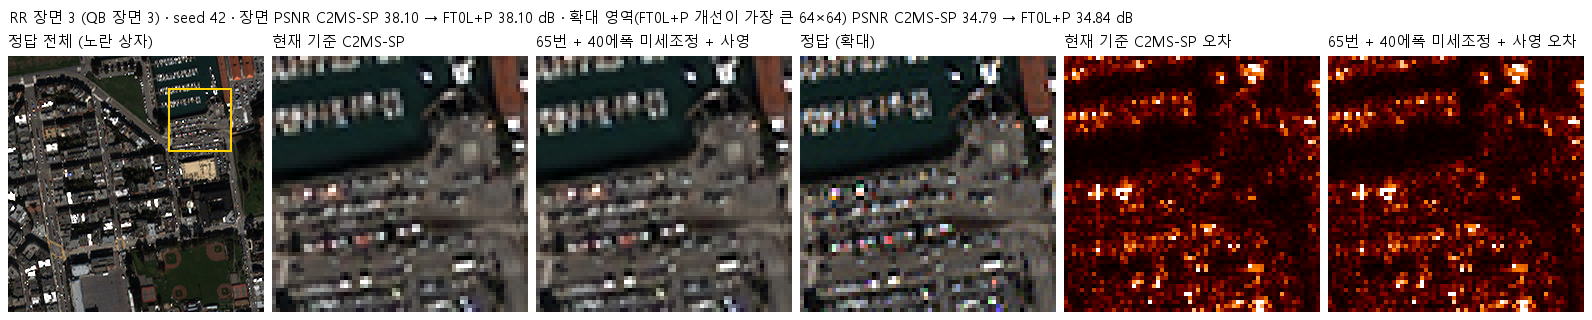 RR 장면 3 (QB 장면 3) · seed 42 · 장면 PSNR C2MS-SP 38.10 → FT0L+P 38.10 dB · 확대 영역(FT0L+P 개선이 가장 큰 64×64) PSNR C2MS-SP 34.79 → FT0L+P 34.84 dB
정답 전체 (노란 상자)
현재 기준 C2MS-SP
65번 + 40에폭 미세조정 + 사영
정답 (확대)
현재 기준 C2MS-SP 오차
65번 + 40에폭 미세조정 + 사영 오차